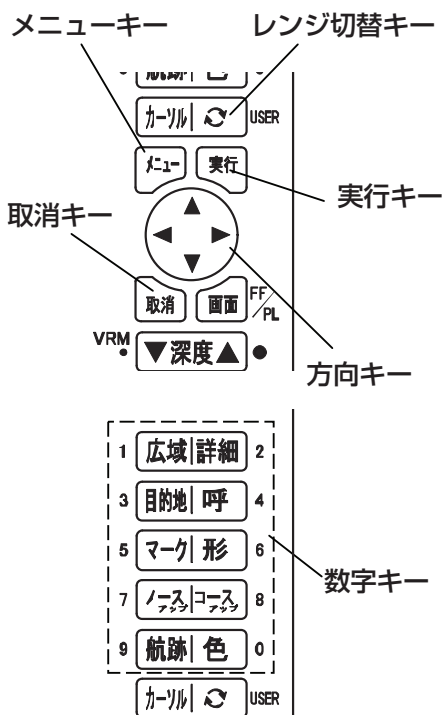 メニューキー レンジ切替キー
航跡 色
カーソル USER
メニュー 実行
実行キー
取消キー
取消 画面 FF/PL
VRM ▼深度▲
方向キー
1 広域 詳細 2
3 目的地 呼 4
5 マーク 形 6
数字キー
7 ノースアップ コースアップ 8
9 航跡 色 0
カーソル USER